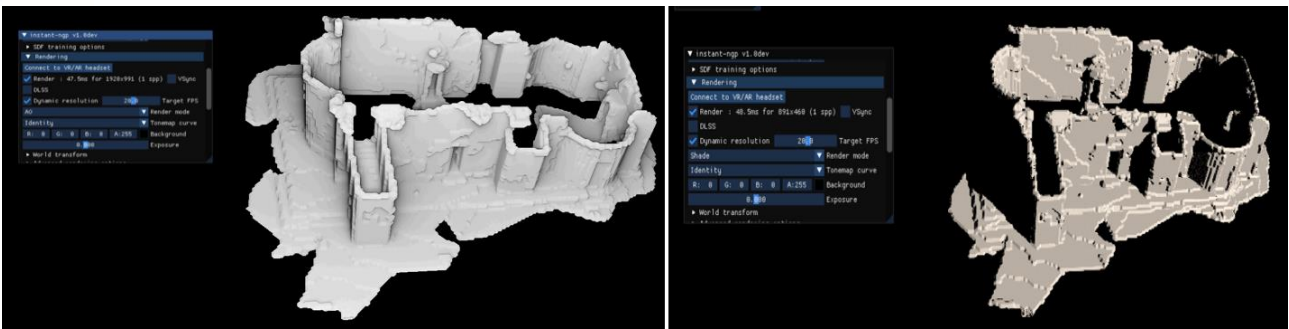 instant-ngp v1.0dev
SDF training options
Rendering
Connect to VR/AR headset
Render : 47.5ms for 1920x991 (1 spp) VSync
DLSS
Dynamic resolution Target FPS
AO Render mode
Identity Tonemap curve
R: 0 G: 0 B: 0 A:255 Background
Exposure
World transform
instant-ngp v1.0dev
SDF training options
Rendering
Connect to VR/AR headset
Render : 48.5ms for 891x460 (1 spp) VSync
DLSS
Dynamic resolution Target FPS
Shade Render mode
Identity Tonemap curve
R: 0 G: 0 B: 0 A:255 Background
Exposure
World transform